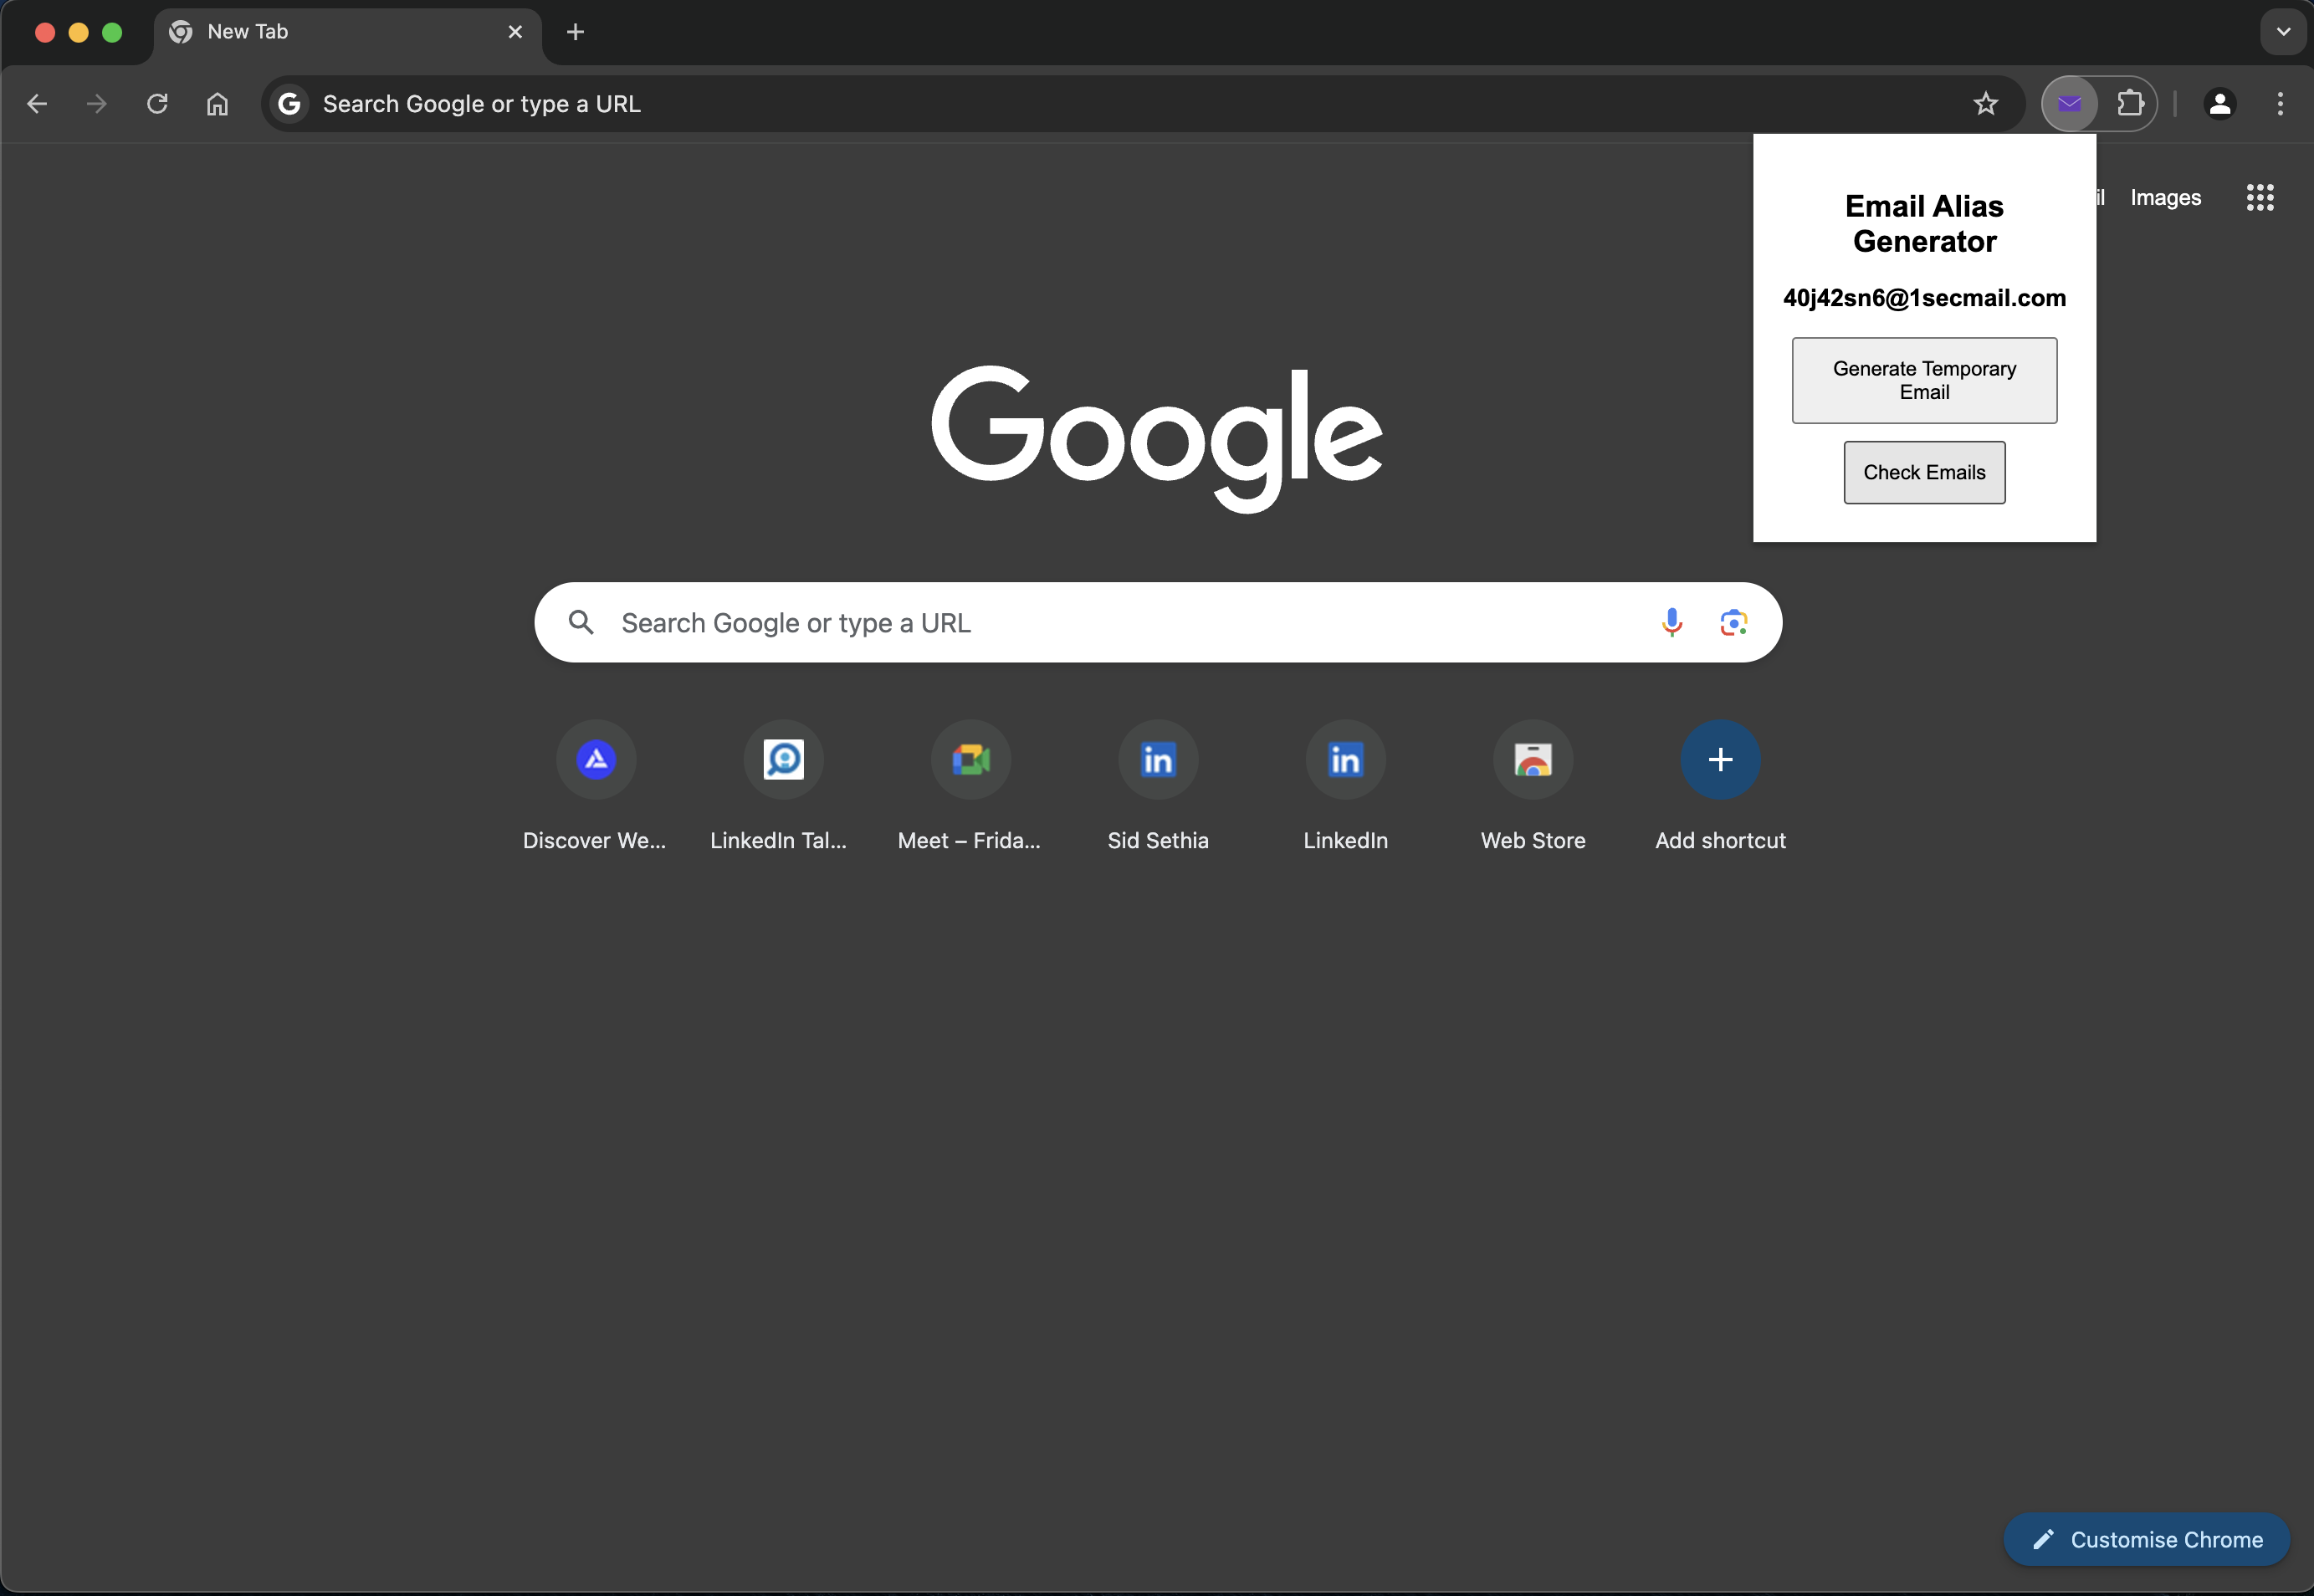 New Tab
Search Google or type a URL
il Images
Email Alias
Generator
40j42sn6@1secmail.com
Generate Temporary
Email
Check Emails
Google
Search Google or type a URL
Discover We...
LinkedIn Tal...
Meet – Frida...
Sid Sethia
LinkedIn
Web Store
Add shortcut
Customise Chrome